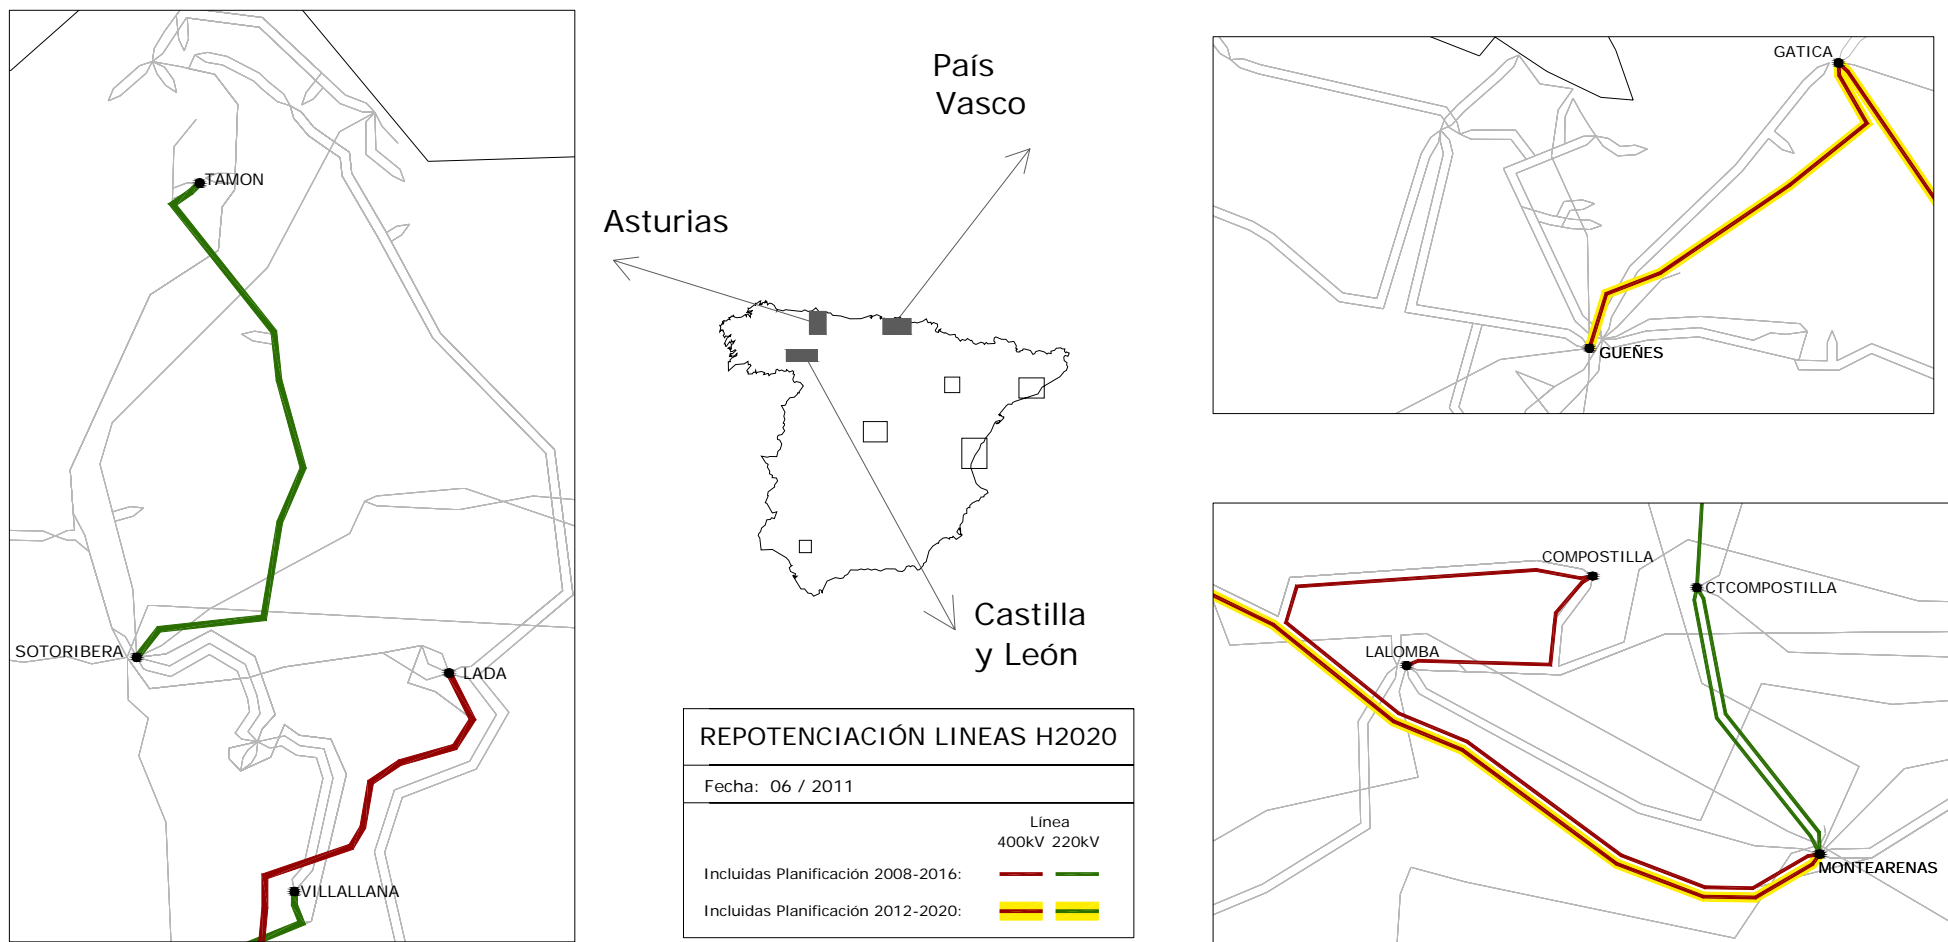 TAMON
SOTORIBERA
LADA
VILLALLANA
País
Vasco
Asturias
Castilla
y León
REPOTENCIACIÓN LINEAS H2020
Fecha: 06 / 2011
Línea
400kV 220kV
Incluidas Planificación 2008-2016:
Incluidas Planificación 2012-2020:
GATICA
GUEÑES
COMPOSTILLA
CTCOMPOSTILLA
LALOMBA
MONTEARENAS